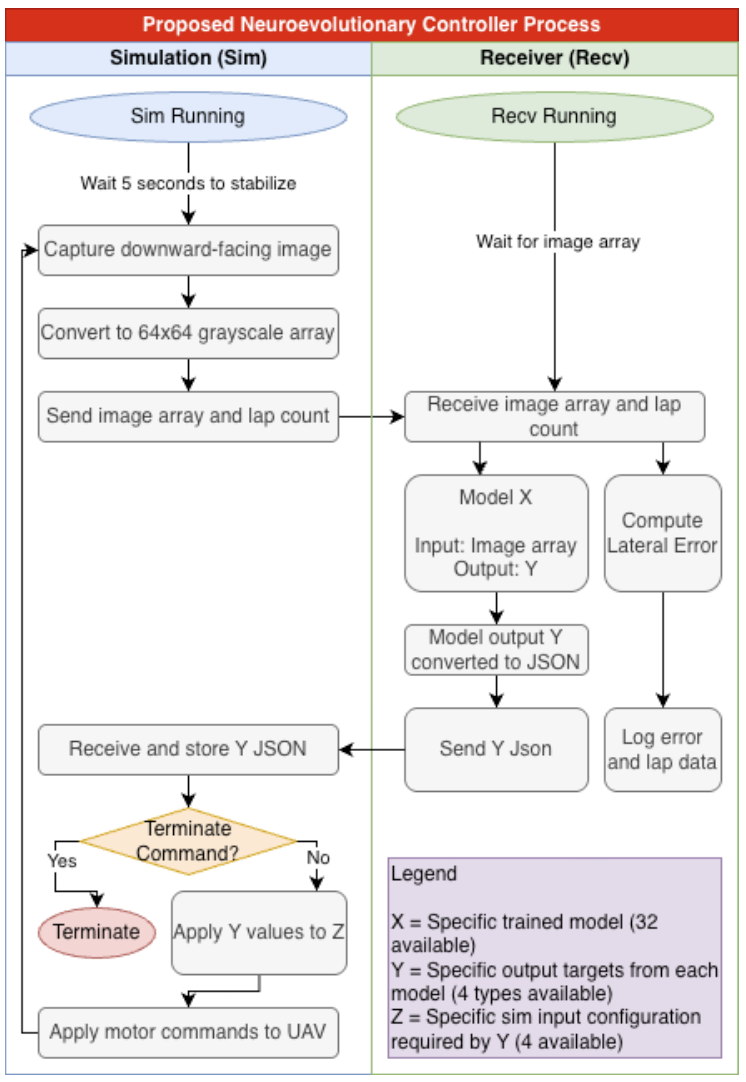 Proposed Neuroevolutionary Controller Process
Simulation (Sim)
Receiver (Recv)
Sim Running
Recv Running
Wait 5 seconds to stabilize
Capture downward-facing image
Wait for image array
Convert to 64x64 grayscale array
Send image array and lap count
Receive image array and lap
count
Model X
Input: Image array
Output: Y
Compute
Lateral Error
Model output Y
converted to JSON
Receive and store Y JSON
Send Y Json
Log error
and lap data
Terminate
Command?
Yes
No
Terminate
Apply Y values to Z
Apply motor commands to UAV
Legend
X = Specific trained model (32
available)
Y = Specific output targets from each
model (4 types available)
Z = Specific sim input configuration
required by Y (4 available)